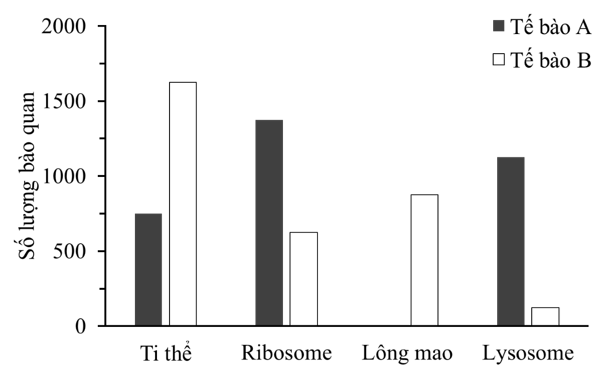 Tế bào A
Tế bào B
Số lượng bào quan
2000
1500
1000
500
0
Ti thể
Ribosome
Lông mao
Lysosome